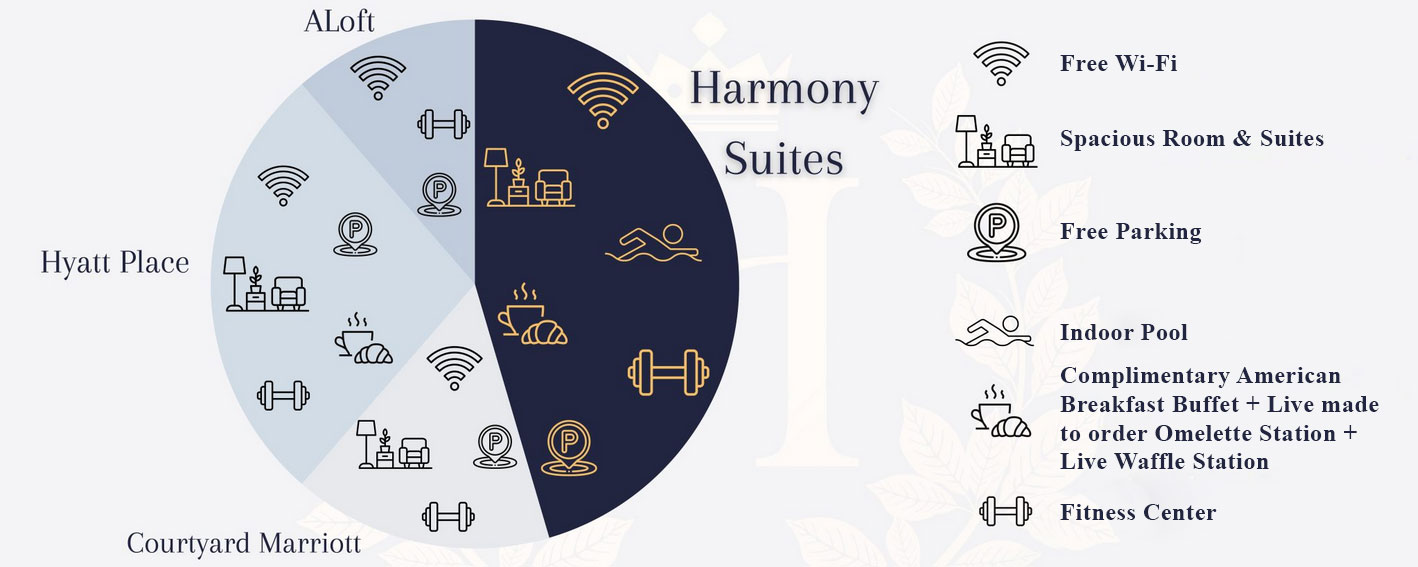 ALoft
Harmony
Suites
Hyatt Place
Courtyard Marriott
Free Wi-Fi
Spacious Room & Suites
Free Parking
Indoor Pool
Complimentary American
Breakfast Buffet + Live made
to order Omelette Station +
Live Waffle Station
Fitness Center
P
P
P
P
P